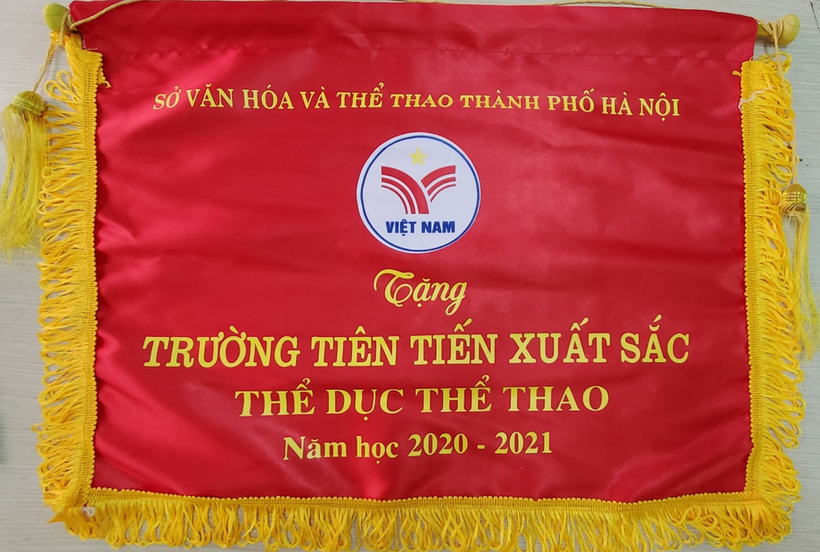 SỞ VĂN HÓA VÀ THỂ THAO THÀNH PHỐ HÀ NỘI
VIỆT NAM
Tặng
TRƯỜNG TIÊN TIẾN XUẤT SẮC
THỂ DỤC THỂ THAO
Năm học 2020 - 2021